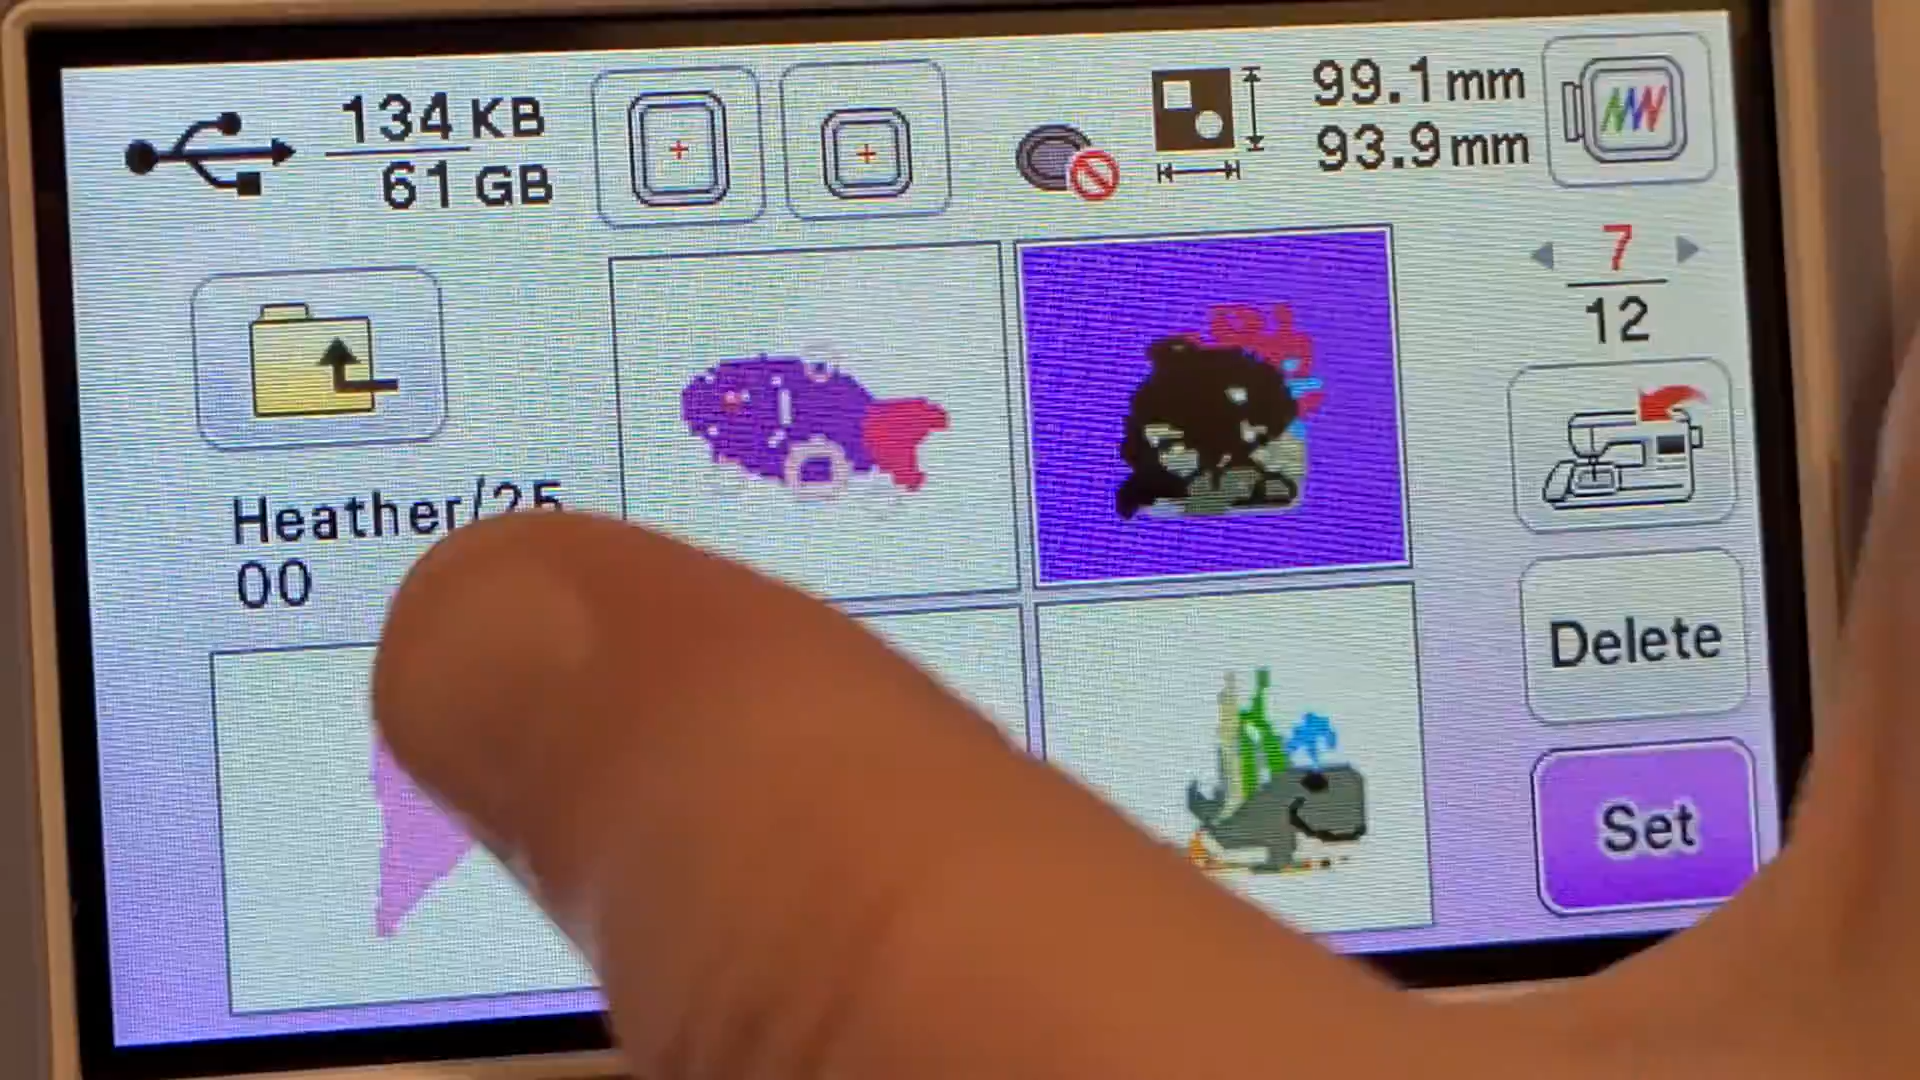 134 KB
61 GB
99.1 mm
93.9 mm
7
12
Heather/25
00
Delete
Set